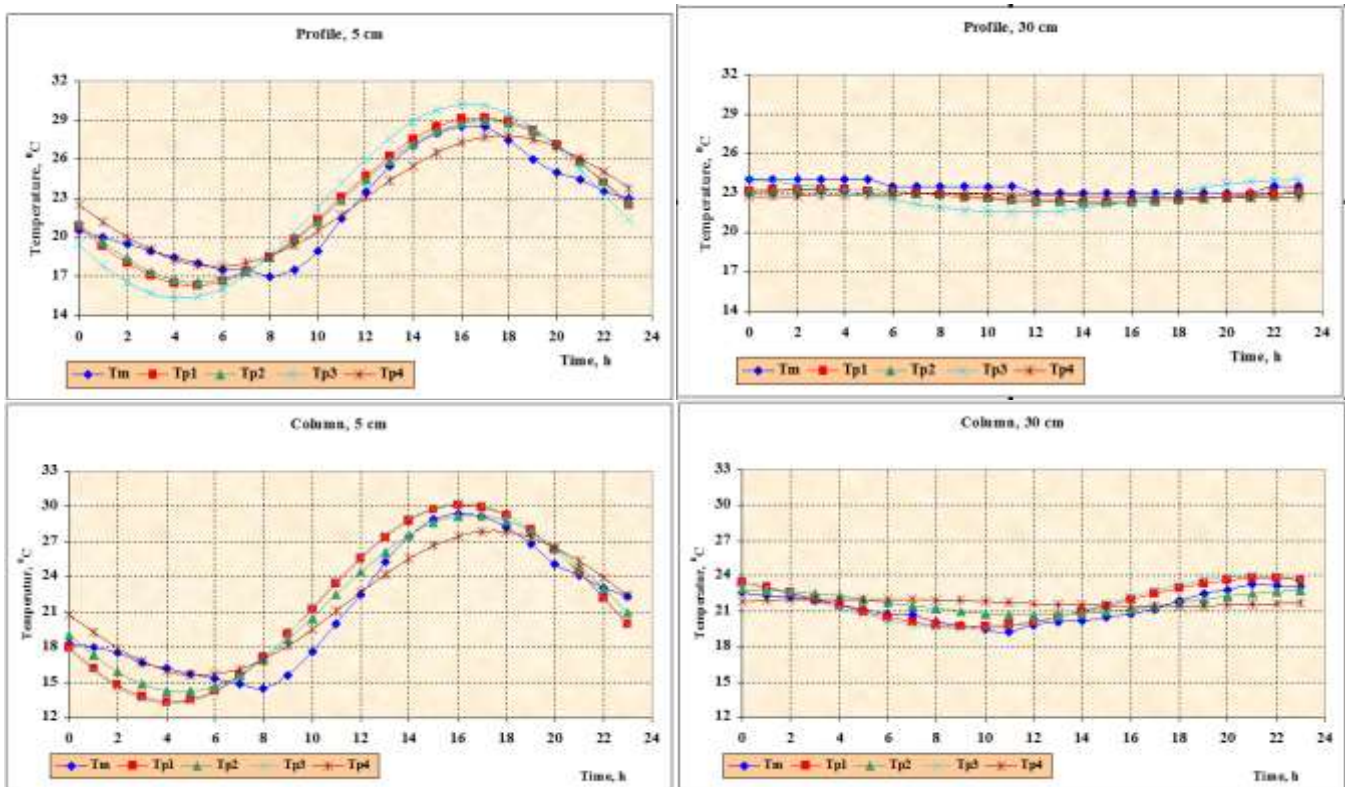 Profile, 5 cm
Temperature, °C
32
29
26
23
20
17
14
0 2 4 6 8 10 12 14 16 18 20 22 24
Time, h
Tm Tp1 Tp2 Tp3 Tp4
Profile, 30 cm
Temperature, °C
32
29
26
23
20
17
14
0 2 4 6 8 10 12 14 16 18 20 22 24
Time, h
Tm Tp1 Tp2 Tp3 Tp4
Column, 5 cm
Temperatur, °C
33
30
27
24
21
18
15
12
0 2 4 6 8 10 12 14 16 18 20 22 24
Tm Tp1 Tp2 Tp3 Tp4
Time, h
Column, 30 cm
Temperatur, °C
33
30
27
24
21
18
15
12
0 2 4 6 8 10 12 14 16 18 20 22 24
Tm Tp1 Tp2 Tp3 Tp4
Time, h